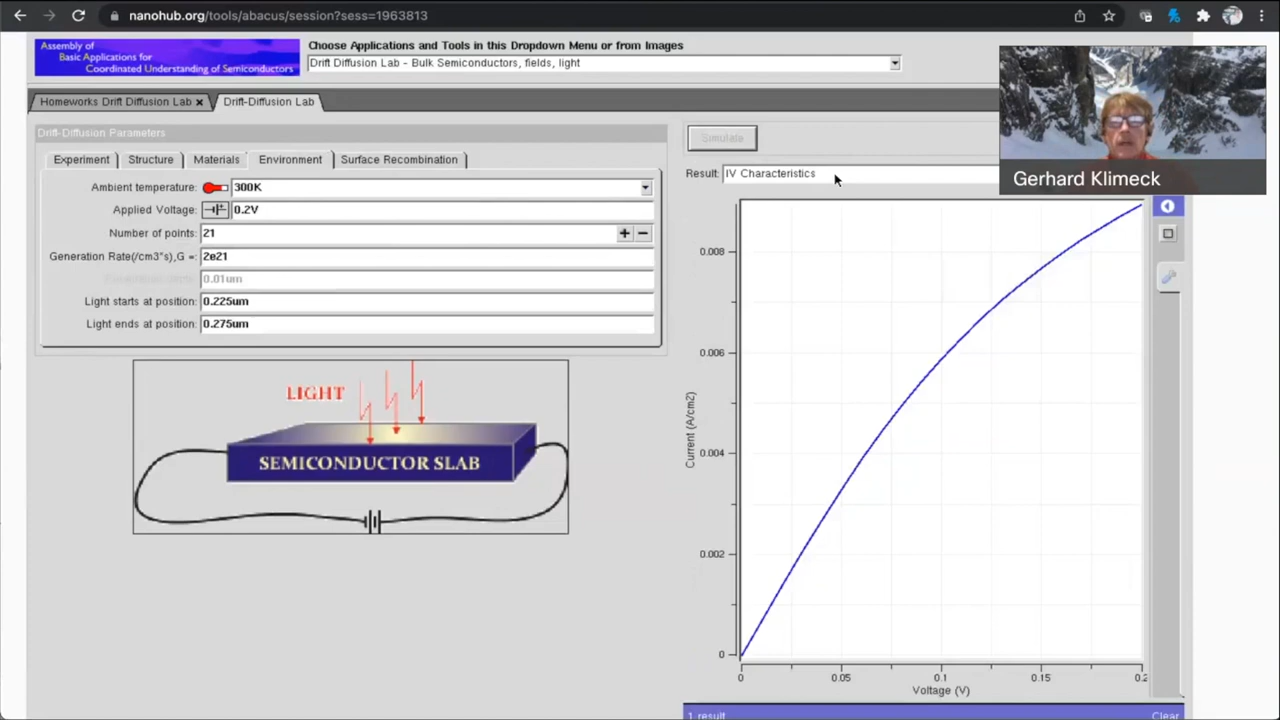 nanohub.org/tools/abacus/session?sess=1963813
Assembly of
Basic Applications for
Coordinated Understanding of Semiconductors
Choose Applications and Tools in this Dropdown Menu or from Images
Drift Diffusion Lab - Bulk Semiconductors, fields, light
Homeworks Drift Diffusion Lab ×
Drift-Diffusion Lab
Drift-Diffusion Parameters
Experiment
Structure
Materials
Environment
Surface Recombination
Ambient temperature: 300K
Applied Voltage: 0.2V
Number of points: 21
Generation Rate(/cm3*s),G =: 2e21
0.01um
Light starts at position: 0.225um
Light ends at position: 0.275um
LIGHT
SEMICONDUCTOR SLAB
Simulate
Result: IV Characteristics
Gerhard Klimeck
0.008
0.006
0.004
0.002
0
Current (A/cm2)
0
0.05
0.1
0.15
0.2
Voltage (V)
1 result
Clear